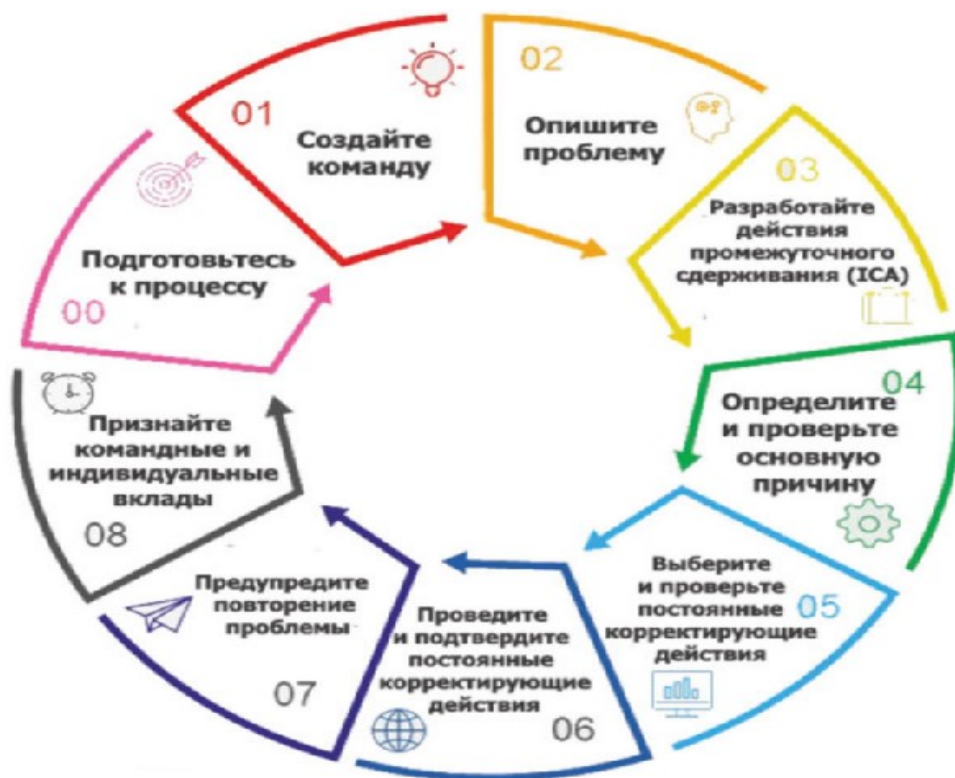 00
Подготовьтесь
к процессу
01
Создайте
команду
02
Опишите
проблему
03
Разработайте
действия
промежуточного
сдерживания (ICA)
04
Определите
и проверьте
основную
причину
05
Выберите
и проверьте
постоянные
корректирующие
действия
Проведите
и подтвердите
постоянные
корректирующие
действия
06
Предупредите
повторение
проблемы
07
Признайте
командные и
индивидуальные
вклады
08